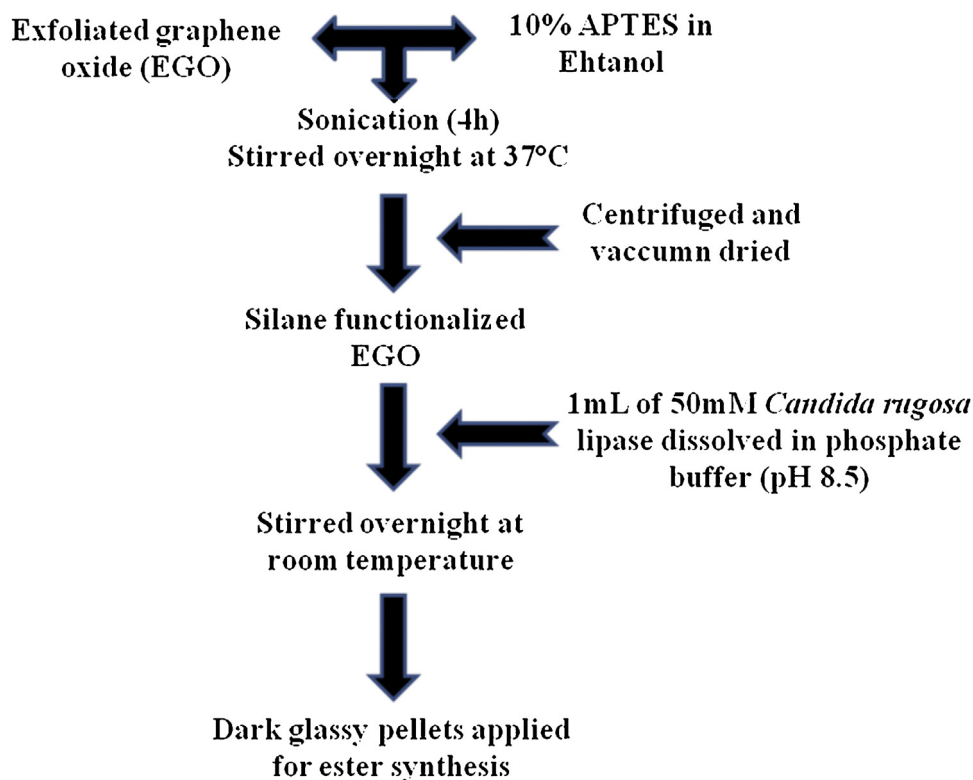 Exfoliated graphene
oxide (EGO)
10% APTES in
Ehtanol
Sonication (4h)
Stirred overnight at 37°C
Centrifuged and
vaccumn dried
Silane functionalized
EGO
1mL of 50mM Candida rugosa
lipase dissolved in phosphate
buffer (pH 8.5)
Stirred overnight at
room temperature
Dark glassy pellets applied
for ester synthesis